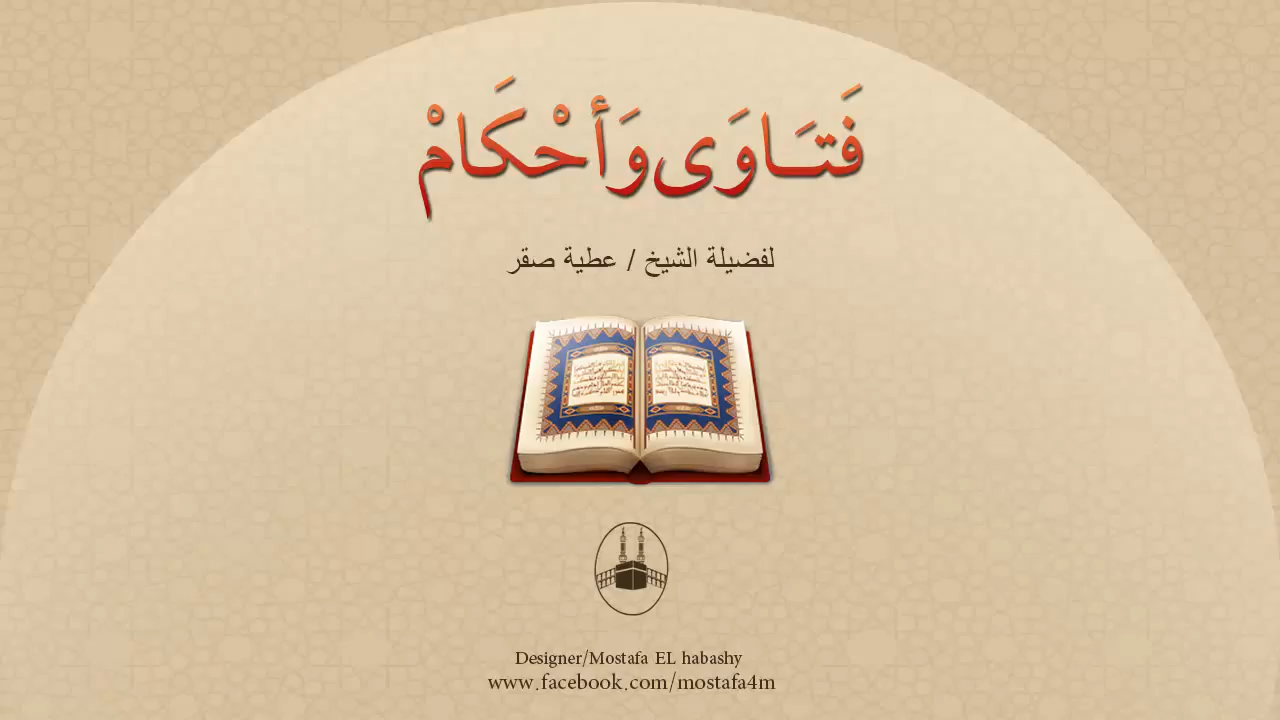 فَتَاوَى وَأَحْكَامْ
لفضيلة الشيخ / عطية صقر
Designer/Mostafa EL habashy
www.facebook.com/mostafa4m